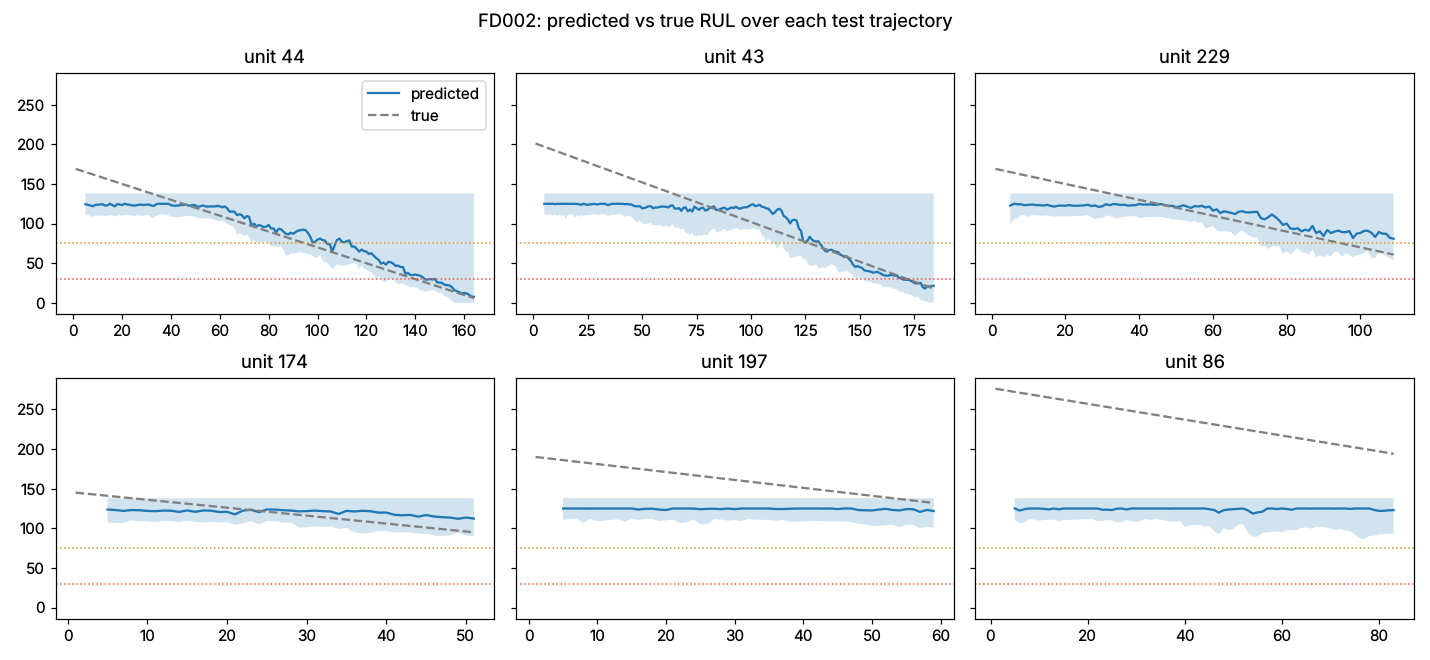 FD002: predicted vs true RUL over each test trajectory
unit 44
unit 43
unit 229
predicted
true
250
200
150
100
50
0
0 20 40 60 80 100 120 140 160
0 25 50 75 100 125 150 175
0 20 40 60 80 100
unit 174
unit 197
unit 86
250
200
150
100
50
0
0 10 20 30 40 50
0 10 20 30 40 50 60
0 20 40 60 80